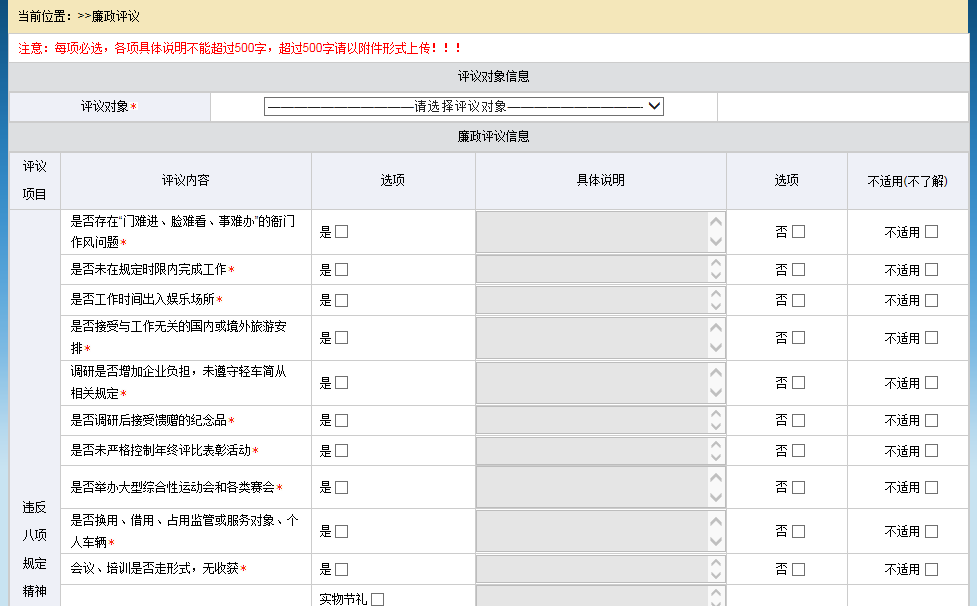 当前位置：>>廉政评议
注意：每项必选，各项具体说明不能超过500字，超过500字请以附件形式上传！！！
评议对象信息
评议对象*
———————————请选择评议对象———————————
廉政评议信息
评议
项目
评议内容
选项
具体说明
选项
不适用(不了解)
是否存在“门难进、脸难看、事难办”的衙门
作风问题*
是
否
不适用
是否未在规定时限内完成工作*
是
否
不适用
是否工作时间出入娱乐场所*
是
否
不适用
是否接受与工作无关的国内或境外旅游安
排*
是
否
不适用
调研是否增加企业负担，未遵守轻车简从
相关规定*
是
否
不适用
是否调研后接受馈赠的纪念品*
是
否
不适用
是否未严格控制年终评比表彰活动*
是
否
不适用
是否举办大型综合性运动会和各类赛会*
是
否
不适用
是否换用、借用、占用监管或服务对象、个
人车辆*
是
否
不适用
会议、培训是否走形式，无收获*
是
否
不适用
违反
八项
规定
精神
实物节礼